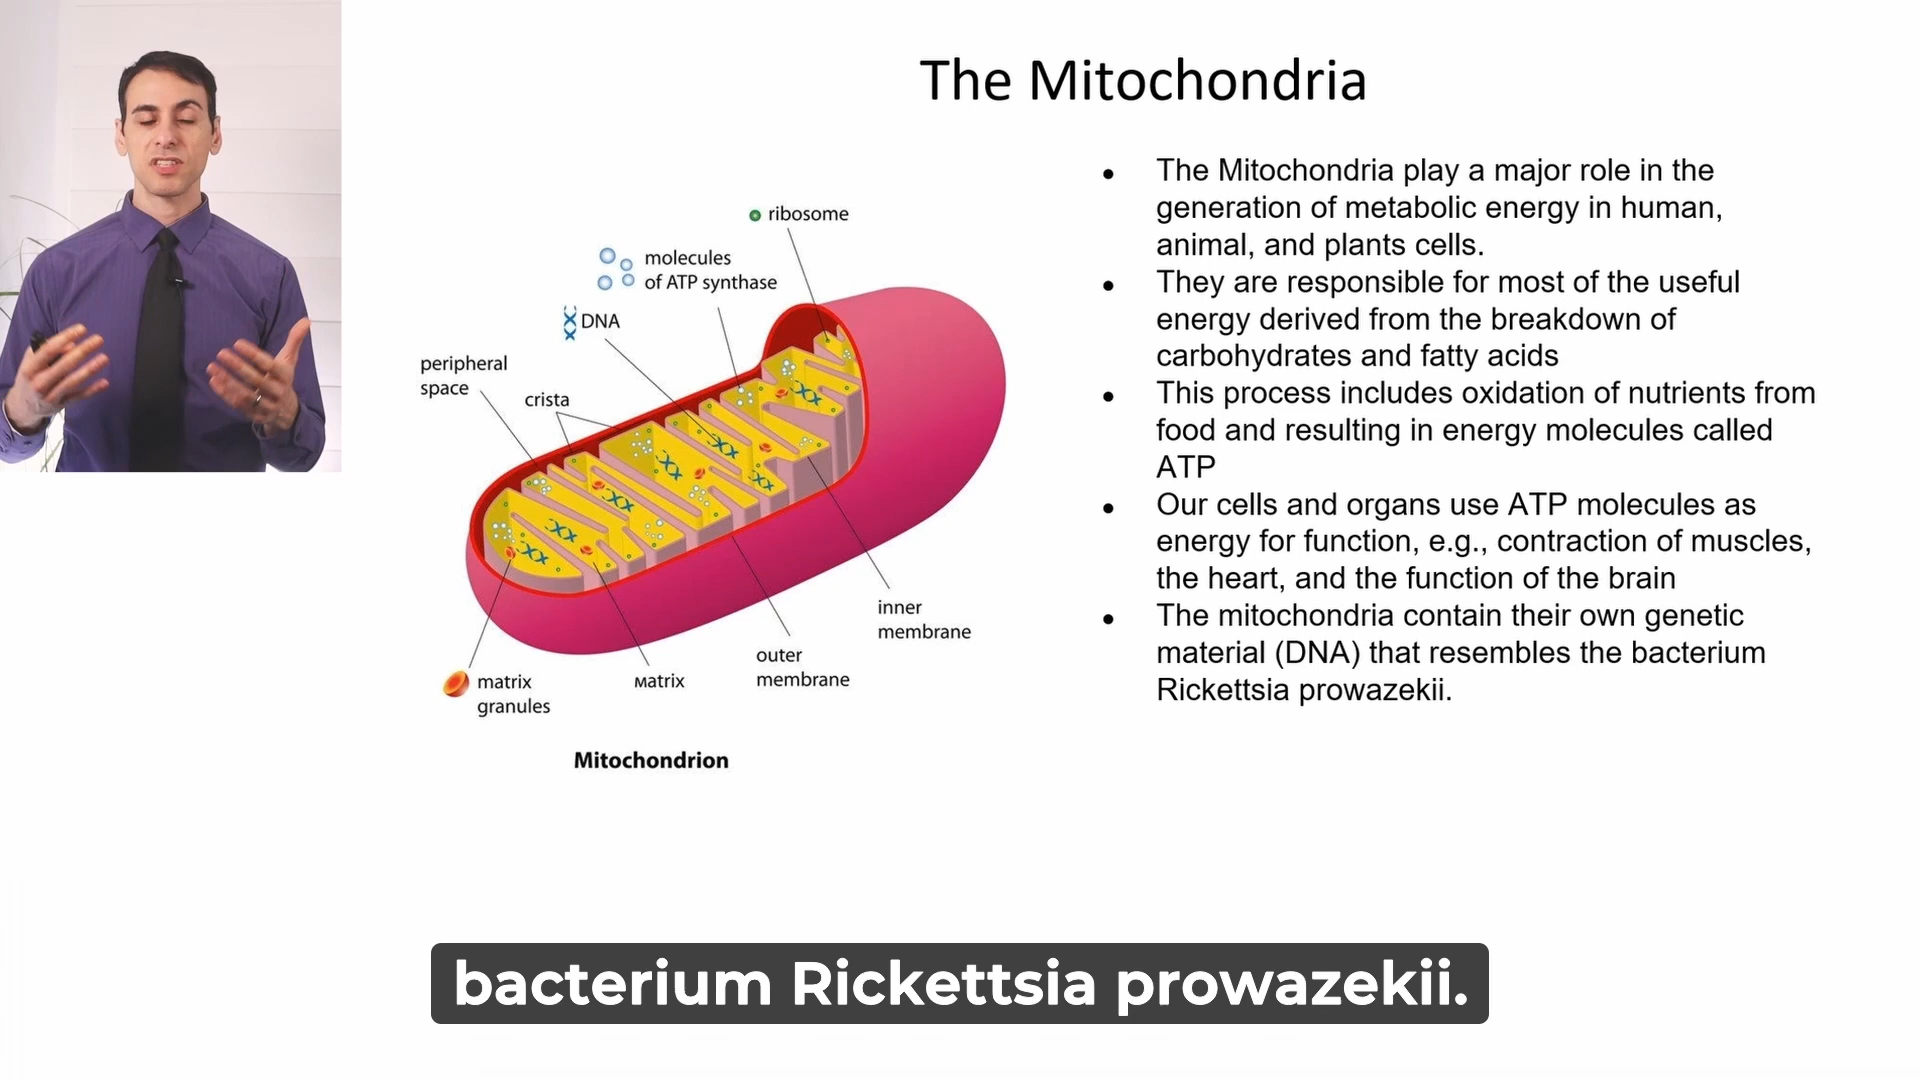 The Mitochondria
ribosome
molecules
of ATP synthase
DNA
peripheral
space
crista
inner
membrane
outer
membrane
Matrix
matrix
granules
Mitochondrion
• The Mitochondria play a major role in the
generation of metabolic energy in human,
animal, and plants cells.
• They are responsible for most of the useful
energy derived from the breakdown of
carbohydrates and fatty acids
• This process includes oxidation of nutrients from
food and resulting in energy molecules called
ATP
• Our cells and organs use ATP molecules as
energy for function, e.g., contraction of muscles,
the heart, and the function of the brain
• The mitochondria contain their own genetic
material (DNA) that resembles the bacterium
Rickettsia prowazekii.
bacterium Rickettsia prowazekii.